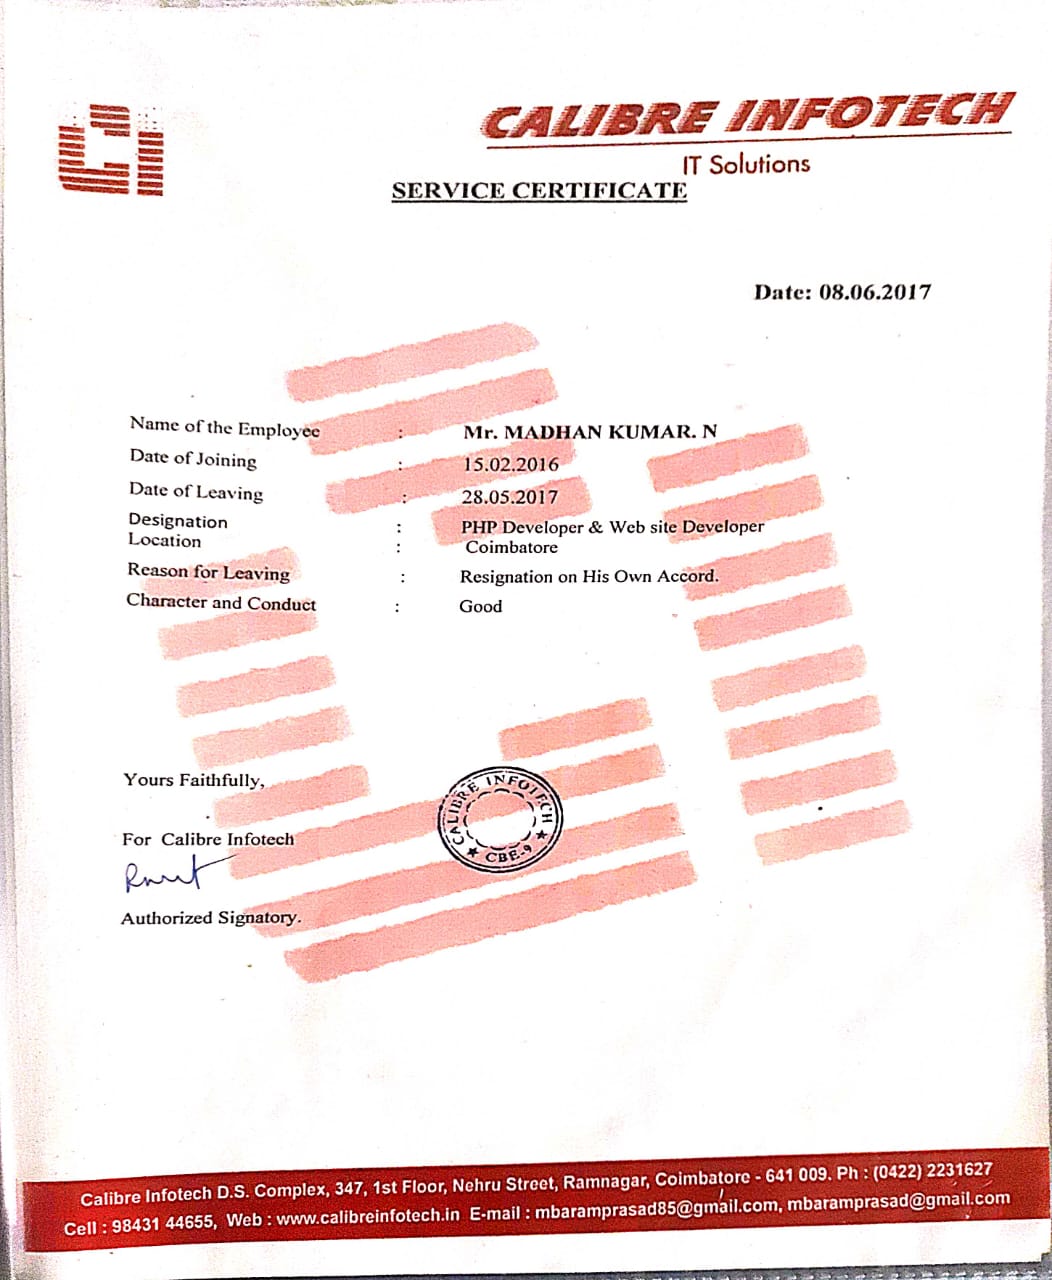 CALIBRE INFOTECH
IT Solutions
SERVICE CERTIFICATE
Date: 08.06.2017
Name of the Employee : Mr. MADHAN KUMAR. N
Date of Joining : 15.02.2016
Date of Leaving : 28.05.2017
Designation : PHP Developer & Web site Developer
Location : Coimbatore
Reason for Leaving : Resignation on His Own Accord.
Character and Conduct : Good
Yours Faithfully,
CALIBRE INFOTECH
★ CBE-9 ★
For Calibre Infotech
Authorized Signatory.
Calibre Infotech D.S. Complex, 347, 1st Floor, Nehru Street, Ramnagar, Coimbatore - 641 009. Ph : (0422) 2231627
Cell : 98431 44655, Web : www.calibreinfotech.in E-mail : mbaramprasad85@gmail.com, mbaramprasad@gmail.com